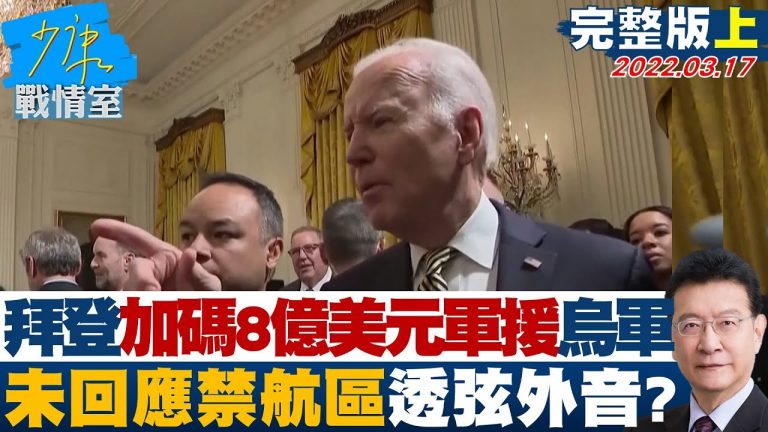 少康
戰情室
完整版上
2022.03.17
拜登加碼8億美元軍援烏軍
未回應禁航區透弦外音?